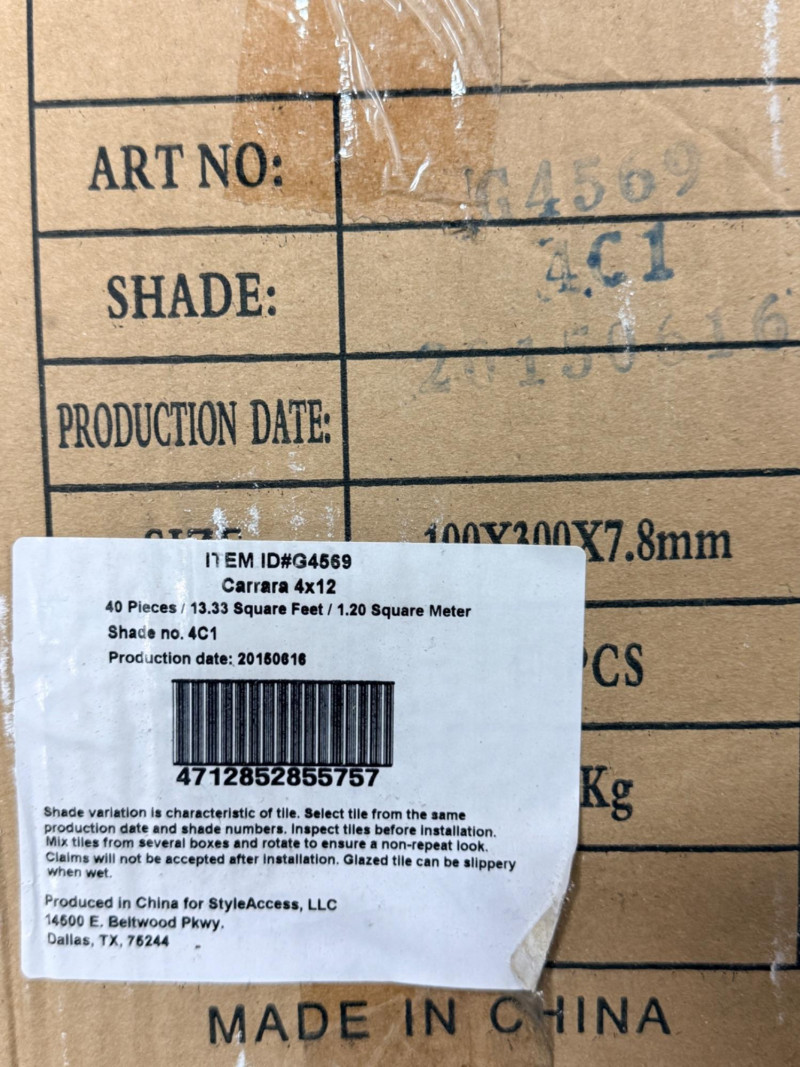 ART NO: G4569
SHADE: 4C1
20150616
PRODUCTION DATE:
SIZE 100X300X7.8mm
PCS
Kg
ITEM ID#G4569
Carrara 4x12
40 Pieces / 13.33 Square Feet / 1.20 Square Meter
Shade no. 4C1
Production date: 20150616
4712852855757
Shade variation is characteristic of tile. Select tile from the same
production date and shade numbers. Inspect tiles before installation.
Mix tiles from several boxes and rotate to ensure a non-repeat look.
Claims will not be accepted after installation. Glazed tile can be slippery
when wet.
Produced in China for StyleAccess, LLC
14500 E. Beltwood Pkwy.
Dallas, TX, 75244
MADE IN CHINA